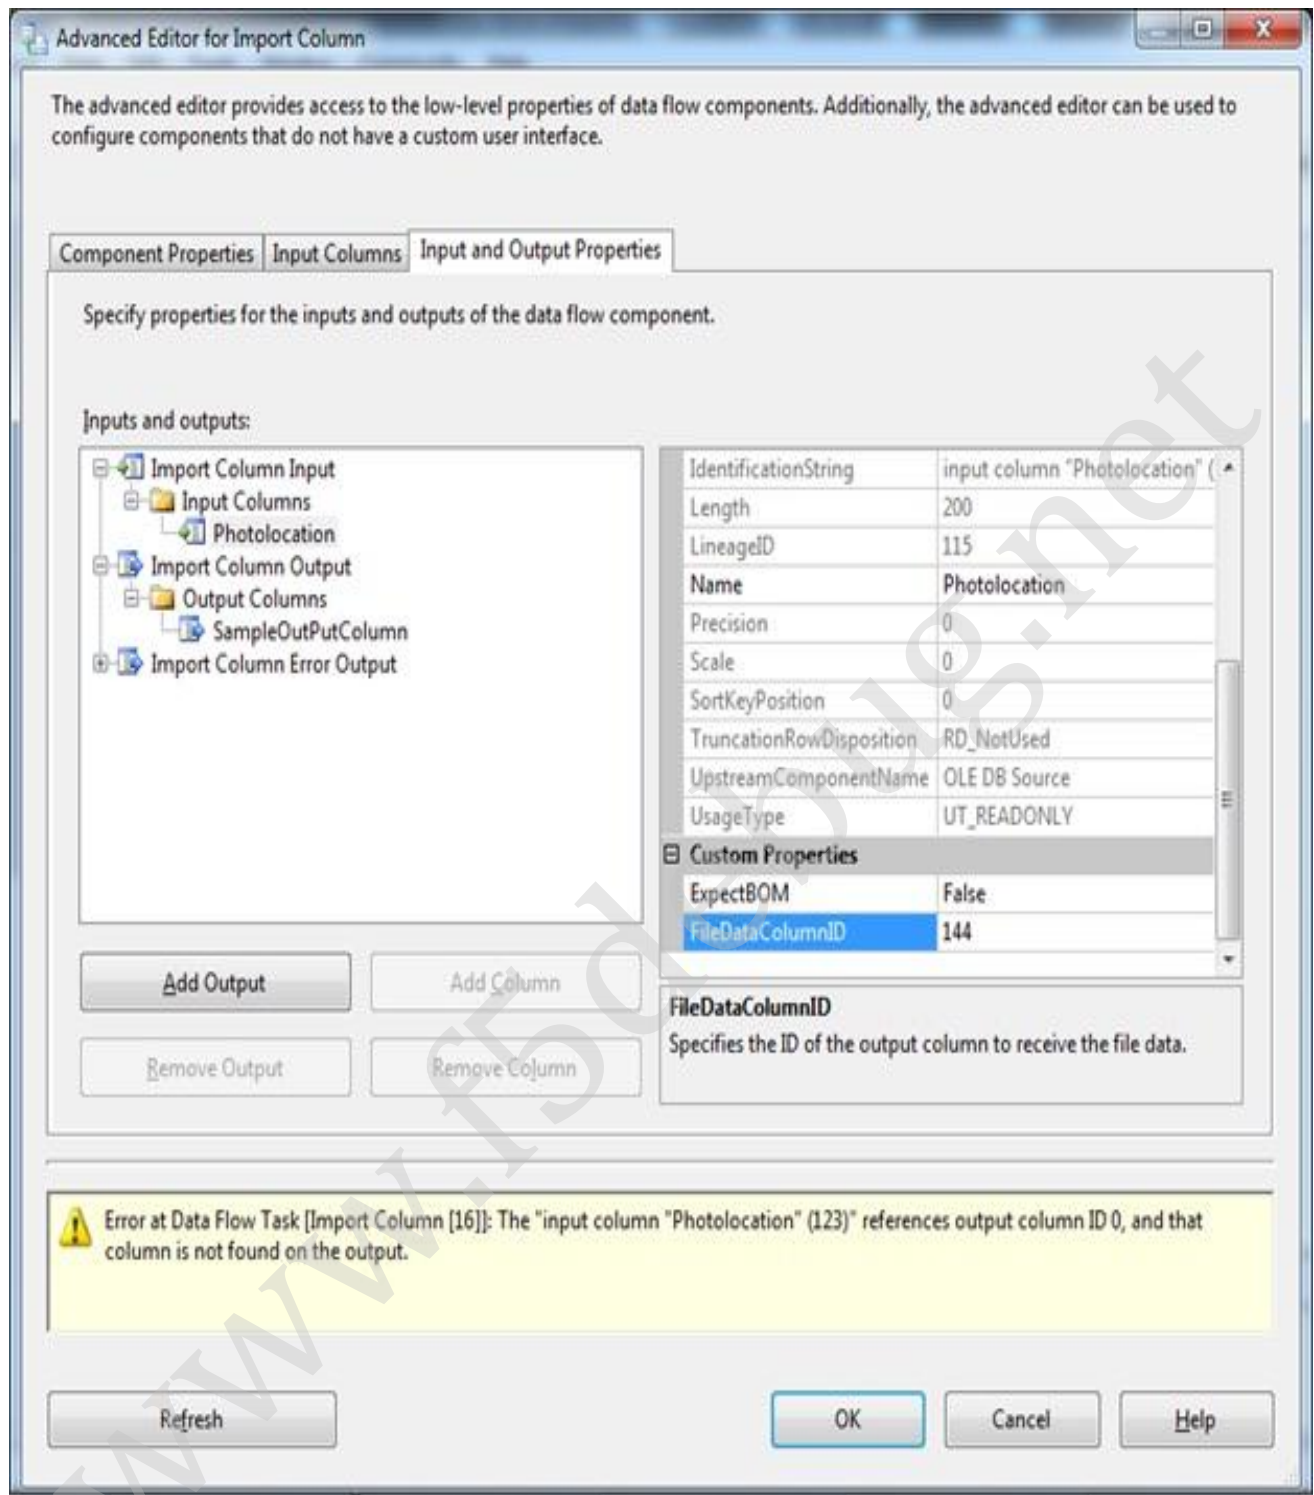 Advanced Editor for Import Column
The advanced editor provides access to the low-level properties of data flow components. Additionally, the advanced editor can be used to
configure components that do not have a custom user interface.
Component Properties Input Columns Input and Output Properties
Specify properties for the inputs and outputs of the data flow component.
Inputs and outputs:
Import Column Input
Input Columns
Photolocation
Import Column Output
Output Columns
SampleOutPutColumn
Import Column Error Output
IdentificationString input column "Photolocation" (
Length 200
LineageID 115
Name Photolocation
Precision 0
Scale 0
SortKeyPosition 0
TruncationRowDisposition RD_NotUsed
UpstreamComponentName OLE DB Source
UsageType UT_READONLY
Custom Properties
ExpectBOM False
FileDataColumnID 144
Add Output Add Column
Remove Output Remove Column
FileDataColumnID
Specifies the ID of the output column to receive the file data.
Error at Data Flow Task [Import Column [16]]: The "input column "Photolocation" (123)" references output column ID 0, and that
column is not found on the output.
Refresh OK Cancel Help
www.f5debug.net